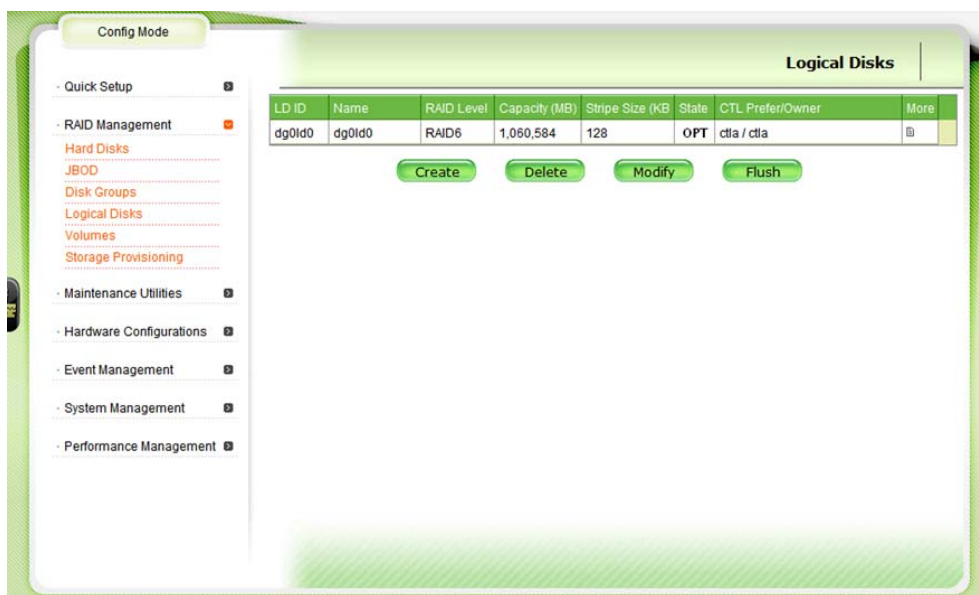 Config Mode
Logical Disks
· Quick Setup
· RAID Management
Hard Disks
JBOD
Disk Groups
Logical Disks
Volumes
Storage Provisioning
· Maintenance Utilities
· Hardware Configurations
· Event Management
· System Management
· Performance Management
LD ID Name RAID Level Capacity (MB) Stripe Size (KB State CTL Prefer/Owner More
dg0ld0 dg0ld0 RAID6 1,060,584 128 OPT ctla / ctla
Create Delete Modify Flush